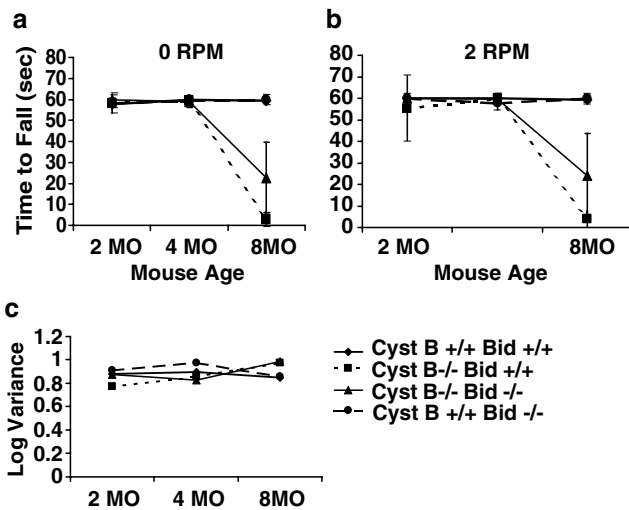 a
0 RPM
Time to Fall (sec)
80
70
60
50
40
30
20
10
0
2 MO 4 MO 8MO
Mouse Age
b
2 RPM
80
70
60
50
40
30
20
10
0
2 MO 8MO
Mouse Age
c
Log Variance
1.2
1
0.8
0.6
0.4
0.2
0
2 MO 4 MO 8MO
Cyst B +/+ Bid +/+
Cyst B-/- Bid +/+
Cyst B-/- Bid -/-
Cyst B +/+ Bid -/-